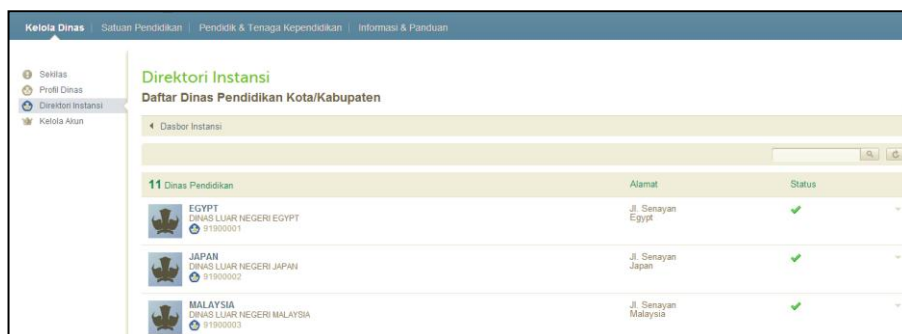 Kelola Dinas | Satuan Pendidikan | Pendidik & Tenaga Kependidikan | Informasi & Panduan
Sekilas
Profil Dinas
Direktori Instansi
Kelola Akun
Direktori Instansi
Daftar Dinas Pendidikan Kota/Kabupaten
Dasbor Instansi
11 Dinas Pendidikan Alamat Status
EGYPT
DINAS LUAR NEGERI EGYPT
91900001
Jl. Senayan
Egypt
JAPAN
DINAS LUAR NEGERI JAPAN
91900002
Jl. Senayan
Japan
MALAYSIA
DINAS LUAR NEGERI MALAYSIA
91900003
Jl. Senayan
Malaysia